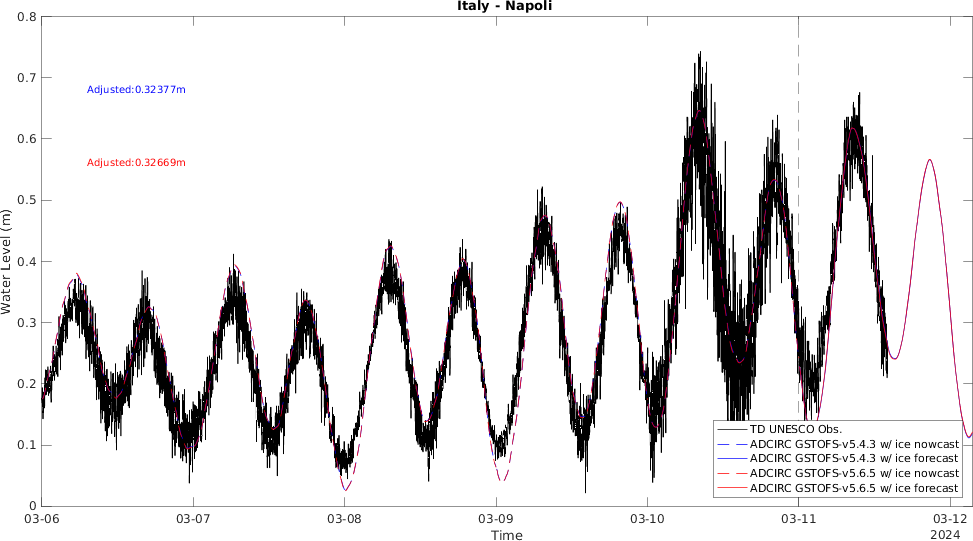 Italy - Napoli
0.8
0.7
0.6
0.5
0.4
0.3
0.2
0.1
0
Water Level (m)
Adjusted:0.32377m
Adjusted:0.32669m
TD UNESCO Obs.
ADCIRC GSTOFS-v5.4.3 w/ ice nowcast
ADCIRC GSTOFS-v5.4.3 w/ ice forecast
ADCIRC GSTOFS-v5.6.5 w/ ice nowcast
ADCIRC GSTOFS-v5.6.5 w/ ice forecast
03-06 03-07 03-08 03-09 03-10 03-11 03-12
Time 2024